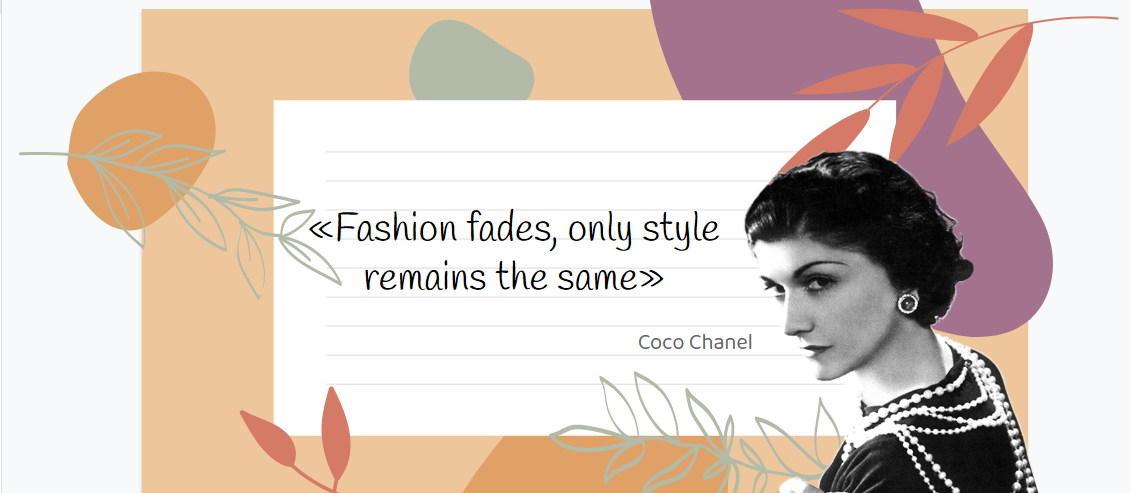 «Fashion fades, only style
remains the same»
Coco Chanel